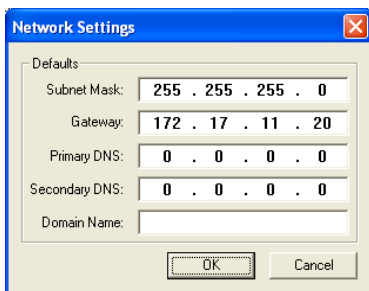 Network Settings
Defaults
Subnet Mask: 255 . 255 . 255 . 0
Gateway: 172 . 17 . 11 . 20
Primary DNS: 0 . 0 . 0 . 0
Secondary DNS: 0 . 0 . 0 . 0
Domain Name:
OK Cancel